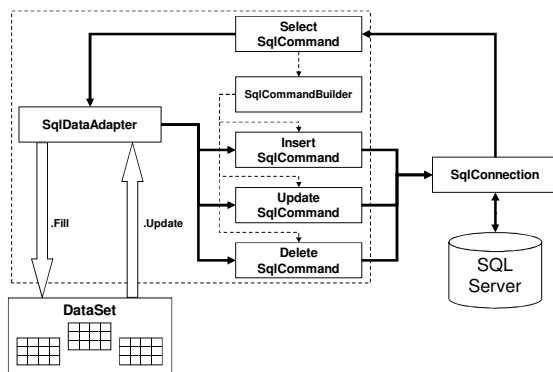 Select
SqlCommand
SqlCommandBuilder
SqlDataAdapter
Insert
SqlCommand
SqlConnection
Update
SqlCommand
.Fill
.Update
Delete
SqlCommand
SQL
Server
DataSet